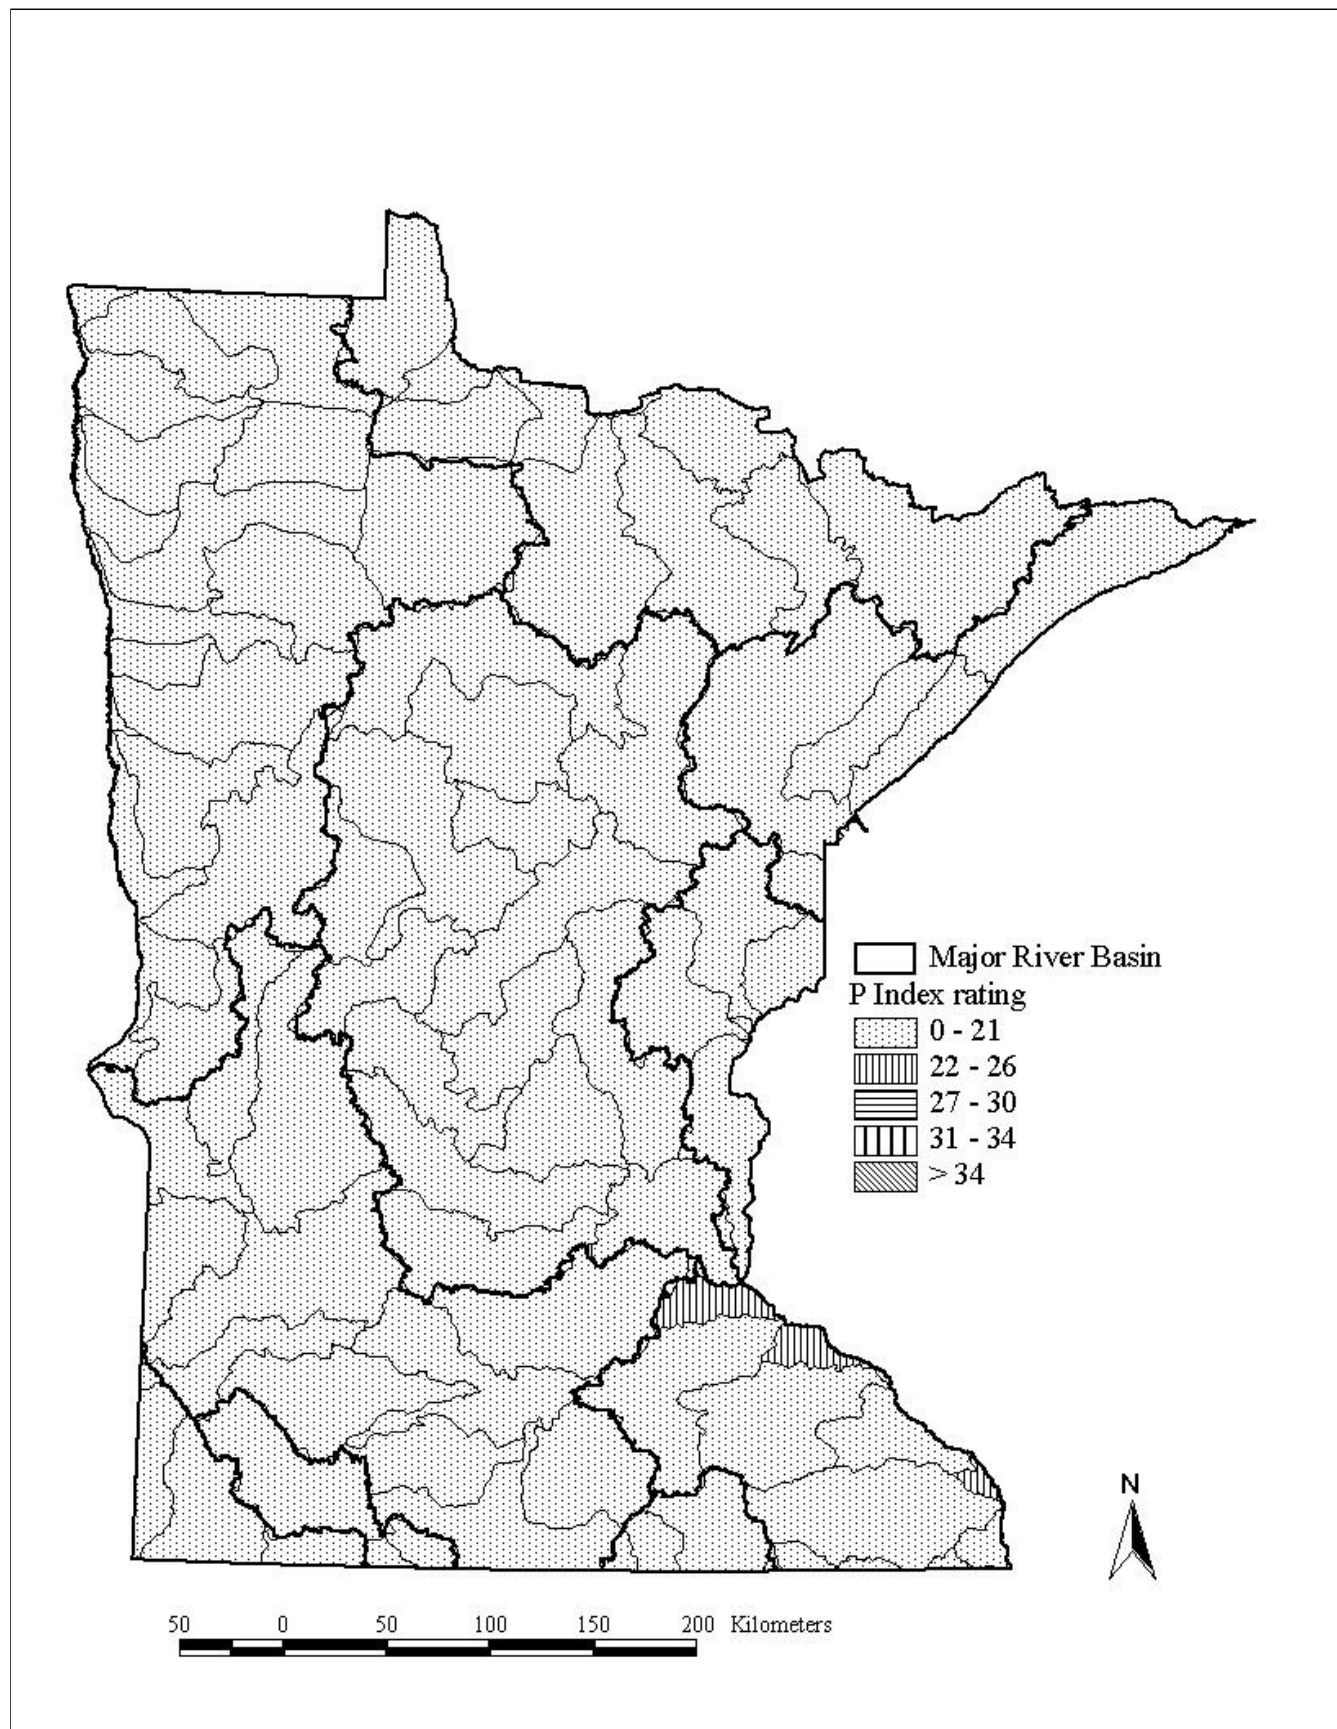 Major River Basin
P Index rating
0 - 21
22 - 26
27 - 30
31 - 34
> 34
N
50 0 50 100 150 200 Kilometers